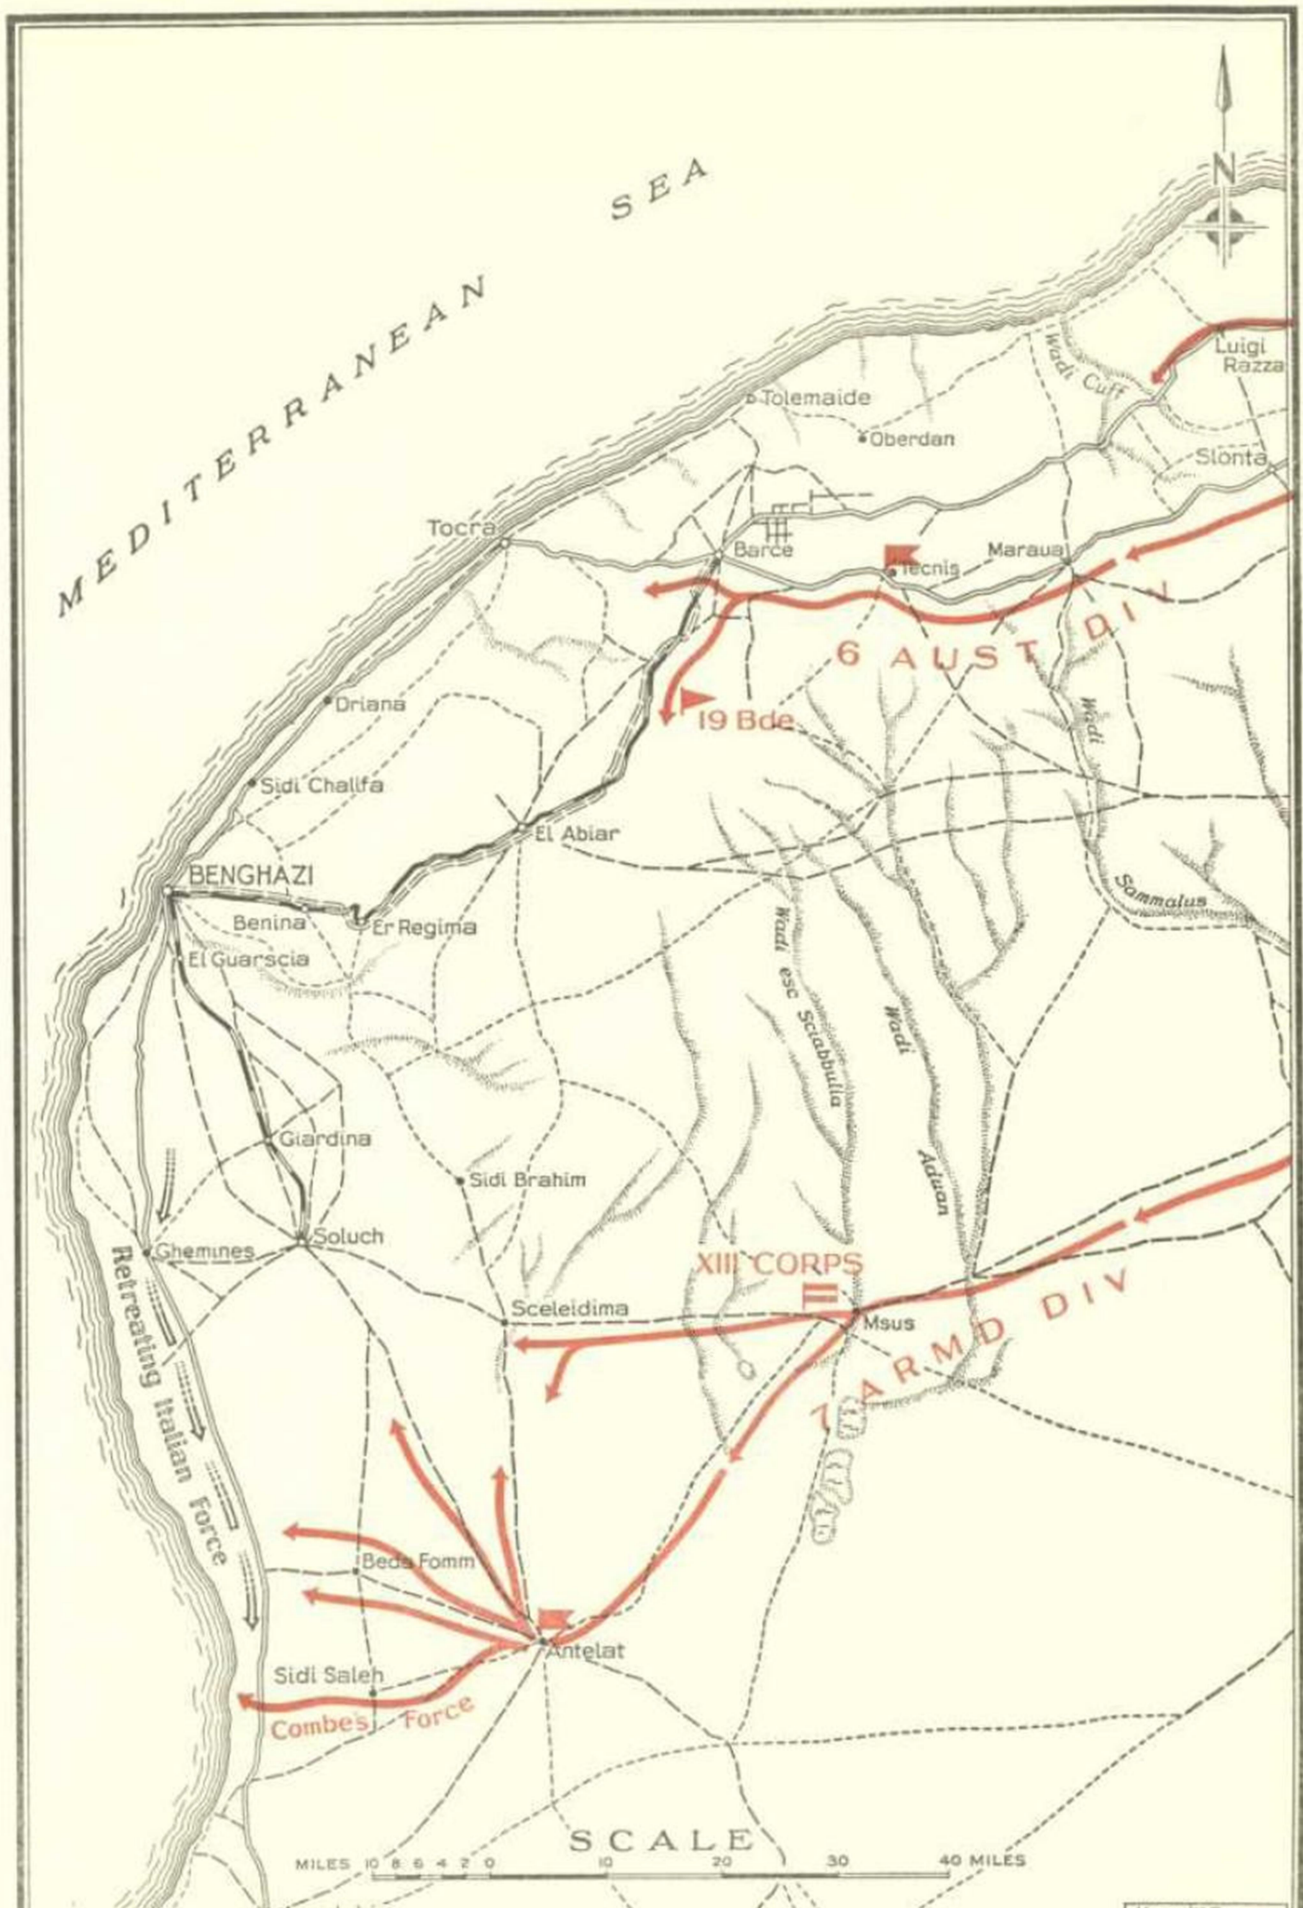 N
MEDITERRANEAN SEA
Wadi Cuff
Luigi
Razza
Tolemaide
Oberdan
Slonta
Tocra
Barce
Tecnis
Maraua
6 AUST DIV
19 Bde
Driana
Wadi Sammalus
Sidi Chalifa
El Abiar
BENGHAZI
Benina
Er Regima
El Guarscia
Wadi esc Sciabbulla
Wadi Aduan
Giardina
Sidi Brahim
Soluch
Ghemines
XIII CORPS
Sceleidima
Msus
7 ARMD DIV
Retreating Italian Force
Beda Fomm
Antelat
Sidi Saleh
Combe's Force
SCALE
MILES 10 8 6 4 2 0 10 20 30 40 MILES